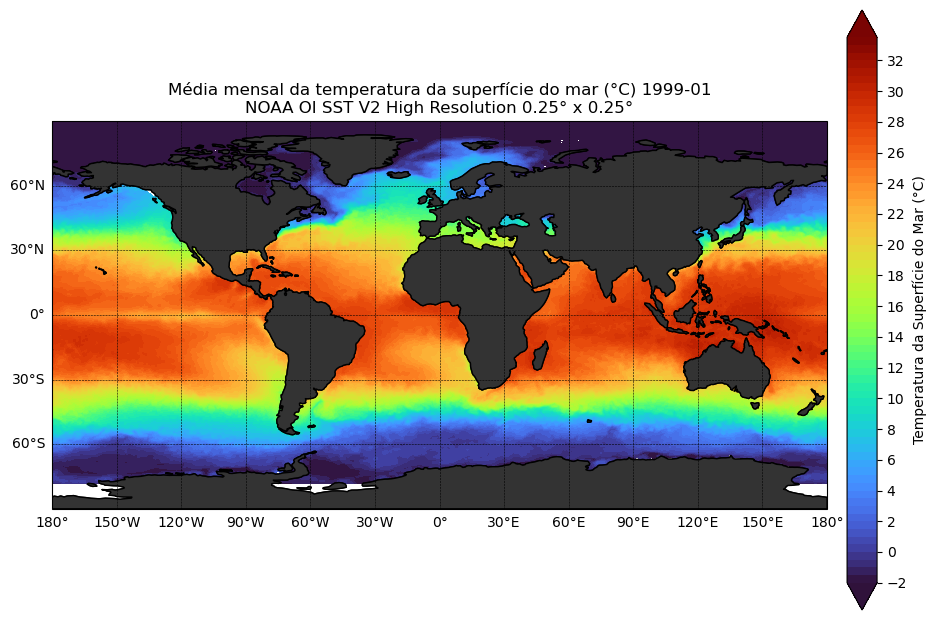 Média mensal da temperatura da superfície do mar (°C) 1999-01
NOAA OI SST V2 High Resolution 0.25° x 0.25°
60°N
30°N
0°
30°S
60°S
180° 150°W 120°W 90°W 60°W 30°W 0° 30°E 60°E 90°E 120°E 150°E 180°
32
30
28
26
24
22
20
18
16
14
12
10
8
6
4
2
0
−2
Temperatura da Superfície do Mar (°C)